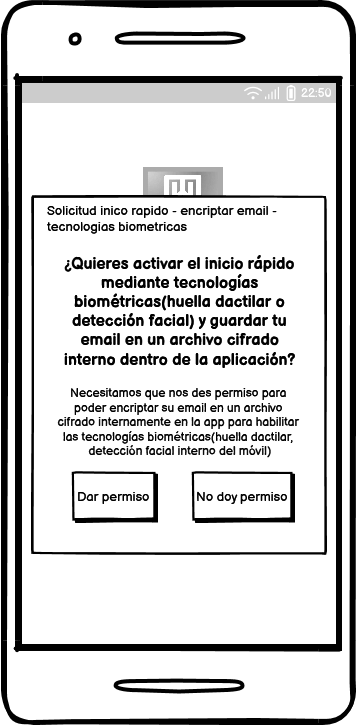 22:50
Solicitud inico rapido - encriptar email -
tecnologias biometricas
¿Quieres activar el inicio rápido
mediante tecnologías
biométricas(huella dactilar o
detección facial) y guardar tu
email en un archivo cifrado
interno dentro de la aplicación?
Necesitamos que nos des permiso para
poder encriptar su email en un archivo
cifrado internamente en la app para habilitar
las tecnologías biométricas(huella dactilar,
detección facial interno del móvil)
Dar permiso
No doy permiso